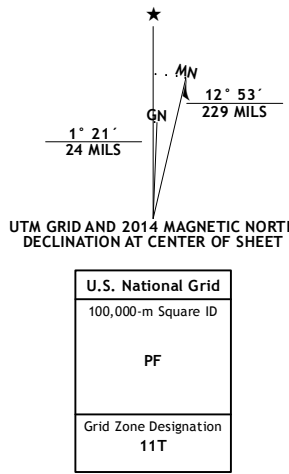 ★
MN
12° 53´
229 MILS
GN
1° 21´
24 MILS
UTM GRID AND 2014 MAGNETIC NORTH
DECLINATION AT CENTER OF SHEET
U.S. National Grid
100,000-m Square ID
PF
Grid Zone Designation
11T